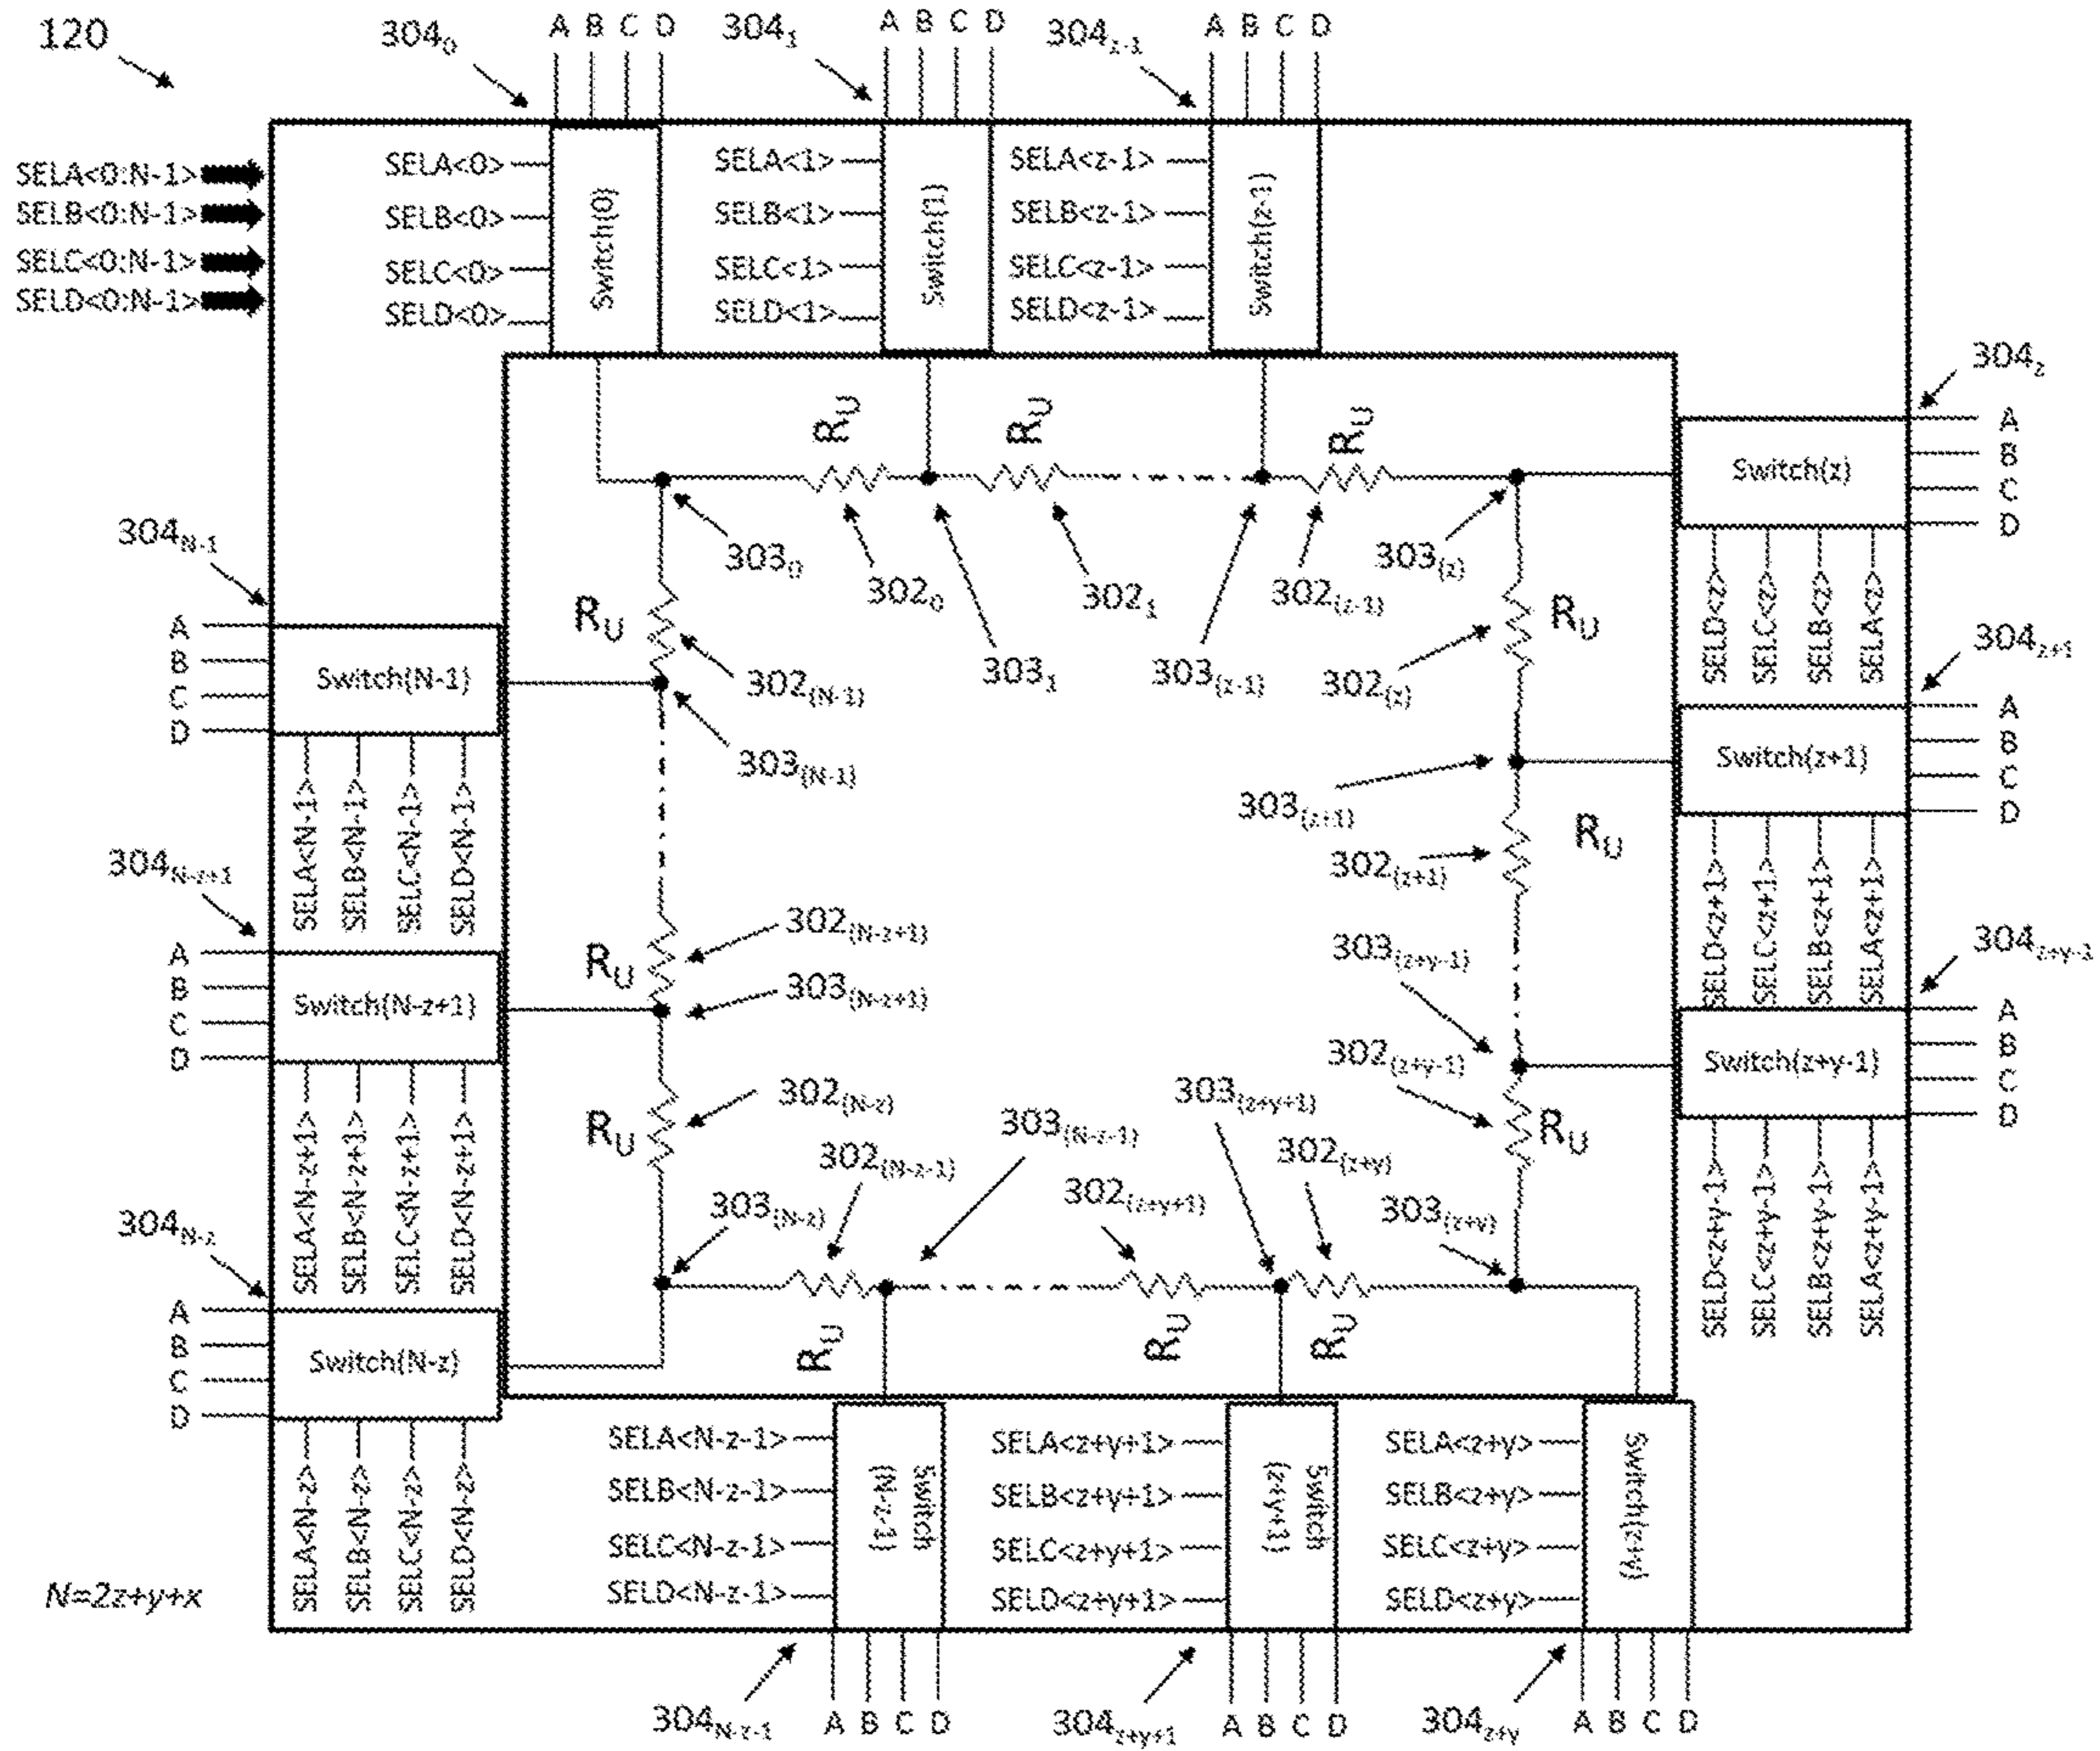 120
304₀
A B C D
304₁
A B C D
304z-1
A B C D
SELA<0:N-1>
SELB<0:N-1>
SELC<0:N-1>
SELD<0:N-1>
SELA<0>
SELB<0>
SELC<0>
SELD<0>
Switch(0)
SELA<1>
SELB<1>
SELC<1>
SELD<1>
Switch(1)
SELA<z-1>
SELB<z-1>
SELC<z-1>
SELD<z-1>
Switch(z-1)
304z
Switch(z)
A
B
C
D
SELD<z>
SELC<z>
SELB<z>
SELA<z>
RU
RU
RU
303₀
302₀
302₁
302(z-1)
303(z)
303₁
303(z-1)
302(z)
RU
RU
302(N-1)
303(N-1)
304N-1
A
B
C
D
Switch(N-1)
SELA<N-1>
SELB<N-1>
SELC<N-1>
SELD<N-1>
304z+1
Switch(z+1)
A
B
C
D
SELD<z+1>
SELC<z+1>
SELB<z+1>
SELA<z+1>
303(z+1)
RU
302(z+1)
304N-z+1
A
B
C
D
Switch(N-z+1)
SELA<N-z+1>
SELB<N-z+1>
SELC<N-z+1>
SELD<N-z+1>
302(N-z+1)
RU
303(N-z+1)
303(z+y-1)
304z+y-1
Switch(z+y-1)
A
B
C
D
SELD<z+y-1>
SELC<z+y-1>
SELB<z+y-1>
SELA<z+y-1>
302(z+y-1)
RU
302(N-z)
RU
303(N-z-1)
303(z+y+1)
302(N-z-1)
302(z+y)
303(N-z)
302(z+y+1)
303(z+y)
304N-z
A
B
C
D
Switch(N-z)
SELA<N-z>
SELB<N-z>
SELC<N-z>
SELD<N-z>
RU
RU
RU
SELA<N-z-1>
SELB<N-z-1>
SELC<N-z-1>
SELD<N-z-1>
Switch
(N-z-1)
SELA<z+y+1>
SELB<z+y+1>
SELC<z+y+1>
SELD<z+y+1>
Switch
(z+y+1)
SELA<z+y>
SELB<z+y>
SELC<z+y>
SELD<z+y>
Switch(z+y)
N=2z+y+x
304N-z-1
A B C D
304z+y+1
A B C D
304z+y
A B C D